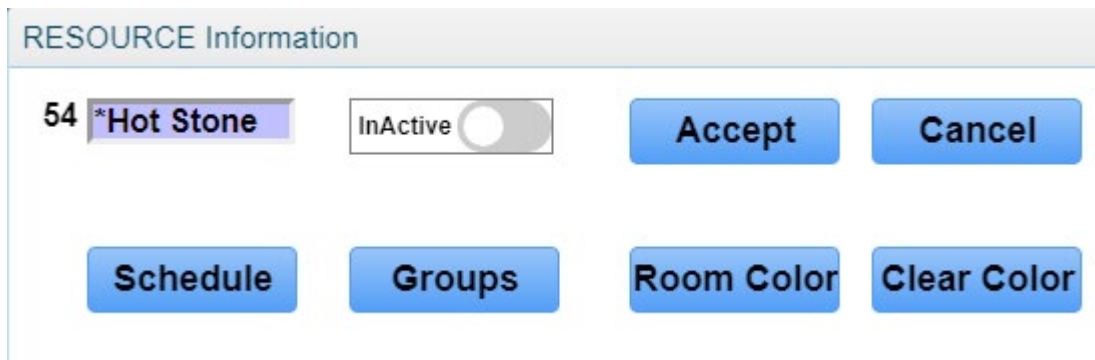 RESOURCE Information
54 *Hot Stone InActive Accept Cancel
Schedule Groups Room Color Clear Color